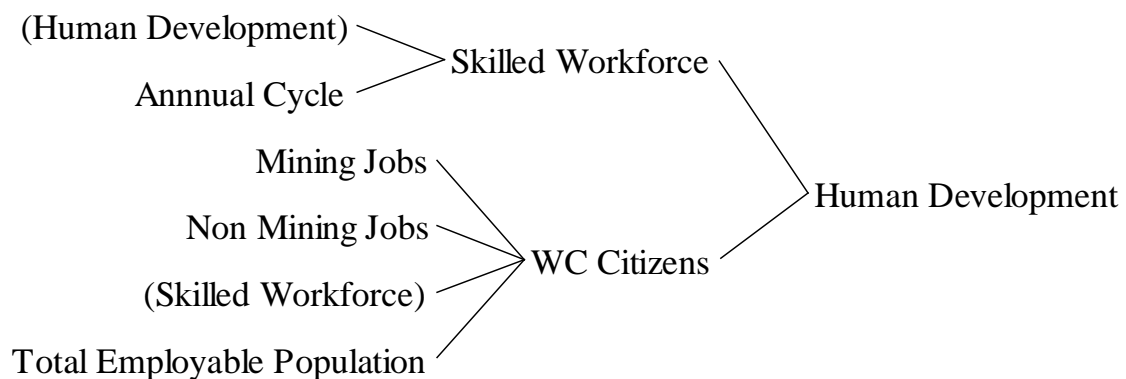 (Human Development)
Skilled Workforce
Annnual Cycle
Mining Jobs
Human Development
Non Mining Jobs
WC Citizens
(Skilled Workforce)
Total Employable Population